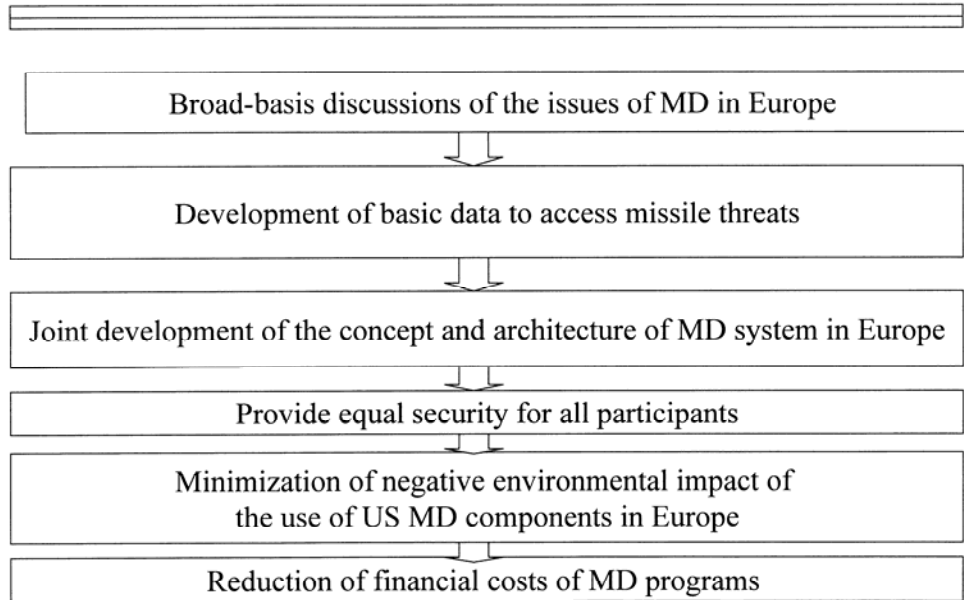 Broad-basis discussions of the issues of MD in Europe
Development of basic data to access missile threats
Joint development of the concept and architecture of MD system in Europe
Provide equal security for all participants
Minimization of negative environmental impact of
the use of US MD components in Europe
Reduction of financial costs of MD programs